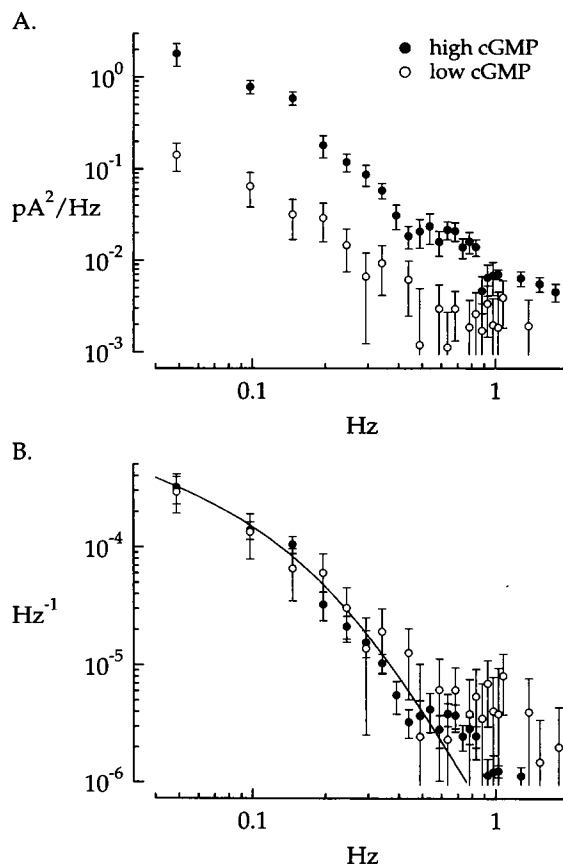 A.
● high cGMP
○ low cGMP
10^0
10^-1
pA^2/Hz
10^-2
10^-3
0.1 1
Hz
B.
10^-4
Hz^-1
10^-5
10^-6
0.1 1
Hz